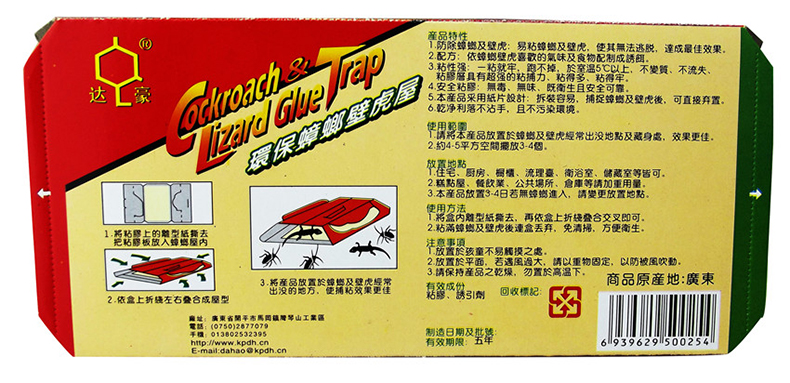 达豪
®
Cockroach &
Lizard Glue Trap
環保蟑螂壁虎屋
1.將粘膠上的離型紙撕去
把粘膠板放入蟑螂屋內
2.依盒上折綫左右叠合成屋型
3.將產品放置於蟑螂及壁虎經常
出没的地方，使捕粘效果更佳
廠址：廣東省開平市馬岡鎮灣琴山工業區
電話：(0750)2877079
手機：013802532395
http://www.kpdh.cn
E-mail:dahao@kpdh.cn
產品特性
1.防除蟑螂及壁虎：易粘蟑螂及壁虎，使其無法逃脱，達成最佳效果。
2.配方：依蟑螂壁虎喜歡的氣味及食物配制成誘餌。
3.粘性强：一粘就牢，跑不掉，於室溫5℃以上，不變質、不流失、
粘膠層具有超强的粘捕力，粘得多、粘得牢。
4.安全粘膠：無毒，無味，既衛生且安全可靠。
5.本產品采用紙片設計：拆裝容易，捕捉蟑螂及壁虎後，可直接弃置。
6.乾净利落不沾手，且不污染環境。
使用範圍
1.請將本產品放置於蟑螂及壁虎經常出没地點及藏身處，效果更佳。
2.約4-5平方空間擺放3-4個。
放置地點
1.住宅、厨房、櫥櫃、流理臺、衛浴室、儲藏室等皆可。
2.糕點屋、餐飲業、公共場所、倉庫等請加重用量。
3.本產品放置3-4日若無蟑螂進入，請變更放置地點。
使用方法
1.將盒内離型紙撕去，再依盒上折綫叠合交叉即可。
2.粘滿蟑螂及壁虎後連盒丢弃，免清掃，方便衛生。
注意事項
1.放置於孩童不易觸摸之處。
2.放置於平面，若遇風過大，請以重物固定，以防被風吹動。
3.請保持產品之乾燥，勿置於高溫下。
有效成份
粘膠、誘引劑
回收標記：
商品原產地:廣東
制造日期及批號：
有效期限：五年
6 939629 500254